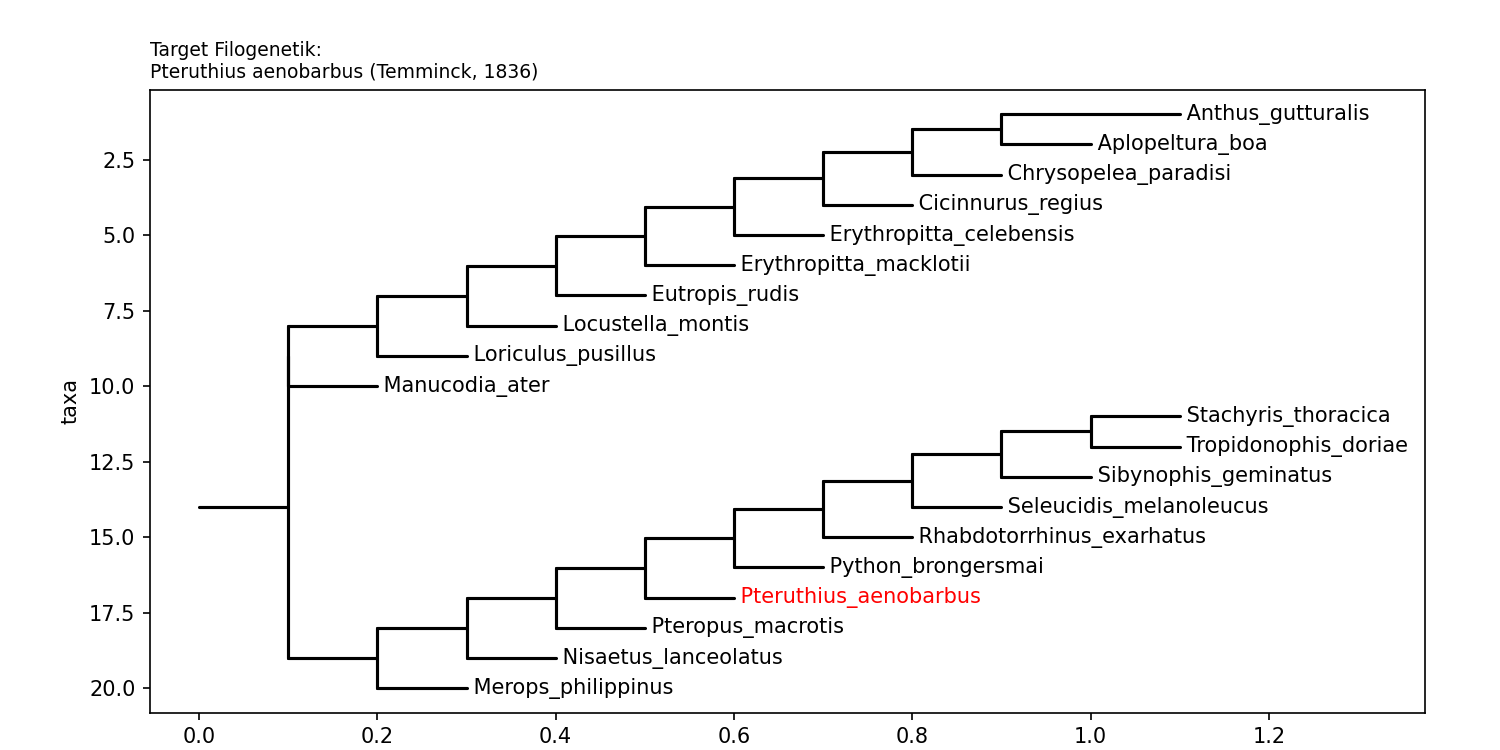 Target Filogenetik:
Pteruthius aenobarbus (Temminck, 1836)
Anthus_gutturalis
Aplopeltura_boa
2.5
Chrysopelea_paradisi
Cicinnurus_regius
5.0
Erythropitta_celebensis
Erythropitta_macklotii
Eutropis_rudis
7.5
Locustella_montis
Loriculus_pusillus
10.0
Manucodia_ater
taxa
Stachyris_thoracica
Tropidonophis_doriae
12.5
Sibynophis_geminatus
Seleucidis_melanoleucus
15.0
Rhabdotorrhinus_exarhatus
Python_brongersmai
Pteruthius_aenobarbus
17.5
Pteropus_macrotis
Nisaetus_lanceolatus
20.0
Merops_philippinus
0.0 0.2 0.4 0.6 0.8 1.0 1.2